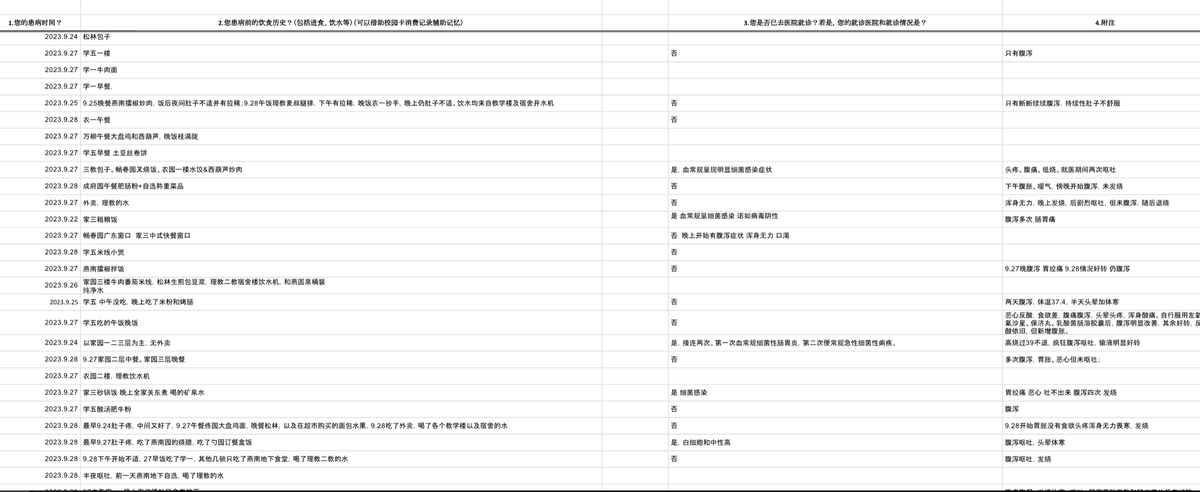 1.您的患病时间？ 2.您患病前的饮食历史？(包括进食、饮水等)（可以借助校园卡消费记录辅助记忆） 3.您是否已去医院就诊？若是，您的就诊医院和就诊情况是？ 4.附注
2023.9.24 松林包子
2023.9.27 学五一楼 否 只有腹泻
2023.9.27 学一牛肉面
2023.9.27 学一早餐.
2023.9.25 9.25晚餐燕南擂椒炒肉，饭后夜间肚子不适并有拉稀;9.28午饭理教麦叔腿排，下午有拉稀，晚饭农一抄手，晚上仍肚子不适。饮水均来自教学楼及宿舍开水机 否 只有断断续续腹泻，持续性肚子不舒服
2023.9.28 农一午餐 否
2023.9.27 万柳午餐大盘鸡和西葫芦，晚饭桂满陇
2023.9.27 学五早餐 土豆丝卷饼
2023.9.27 三教包子、畅春园叉烧饭、农园一楼水饺&西葫芦炒肉 是，血常规呈现明显细菌感染症状 头疼、腹痛、低烧。就医期间两次呕吐
2023.9.28 成府园午餐肥肠粉+自选称重菜品 否 下午腹胀、嗳气，傍晚开始腹泻，未发烧
2023.9.27 外卖，理教的水 否 浑身无力，晚上发烧，后剧烈呕吐，但未腹泻，随后退烧
2023.9.22 家三粗粮饭 是 血常规呈细菌感染 诺如病毒阴性 腹泻多次 肠胃痛
2023.9.27 畅春园广东窗口 家三中式快餐窗口 否 晚上开始有腹泻症状 浑身无力 口渴
2023.9.28 学五米线小煲 否
2023.9.27 燕南擂椒拌饭 否 9.27晚腹泻 胃绞痛 9.28情况好转 仍腹泻
2023.9.26 家园三楼牛肉番茄米线，松林生煎包豆浆，理教二教宿舍楼饮水机，和燕园泉桶装
纯净水
2023.9.25 学五 中午没吃，晚上吃了米粉和烤肠 否 两天腹泻，体温37.4，半天头晕加体寒
2023.9.27 学五吃的午饭晚饭 否 恶心反酸，食欲差，腹痛腹泻，头晕头疼，浑身酸痛。自行服用左氧
氟沙星、保济丸、乳酸菌肠溶胶囊后，腹泻明显改善，其余好转，反
酸依旧，但新增腹胀。
2023.9.24 以家园一二三层为主，无外卖 是，接连两次。第一次血常规细菌性肠胃炎，第二次便常规急性细菌性痢疾。 高烧过39不退，疯狂腹泻呕吐，输液明显好转
2023.9.28 9.27家园二层中餐、家园三层晚餐 否 多次腹泻，胃胀、恶心但未呕吐;
2023.9.27 农园二楼，理教饮水机
2023.9.27 家三砂锅饭 晚上全家关东煮 喝的矿泉水 是 细菌感染 胃绞痛 恶心 吐不出来 腹泻四次 发烧
2023.9.27 学五酸汤肥牛粉 否 腹泻
2023.9.28 最早9.24肚子疼，中间又好了，9.27午餐佟园大盘鸡面，晚餐松林，以及在超市购买的面包水果，9.28吃了外卖，喝了各个教学楼以及宿舍的水 否 9.28开始胃胀没有食欲头疼浑身无力畏寒，发烧
2023.9.28 最早9.27头疼，吃了燕南园的烧腊，吃了勺园订餐盒饭 是，白细胞和中性高 腹泻呕吐，头晕体寒
2023.9.28 9.28下午开始不适，27早饭吃了学一，其他几顿只吃了燕南地下食堂，喝了理教二教的水 否 腹泻呕吐，发烧
2023.9.28 半夜呕吐，前一天燕南地下自选，喝了理教的水